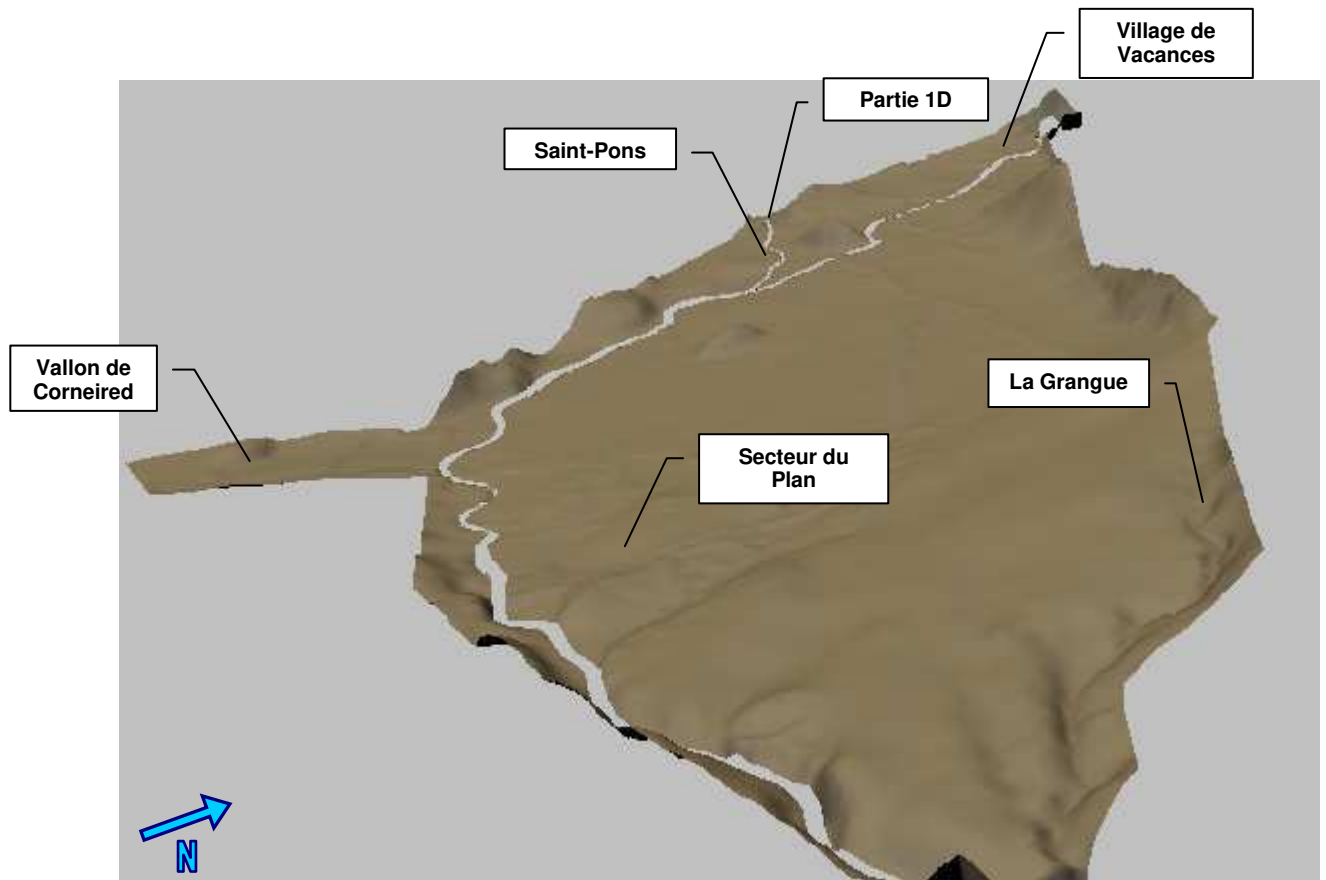 Village de
Vacances
Partie 1D
Saint-Pons
Vallon de
Corneired
La Grangue
Secteur du
Plan
N